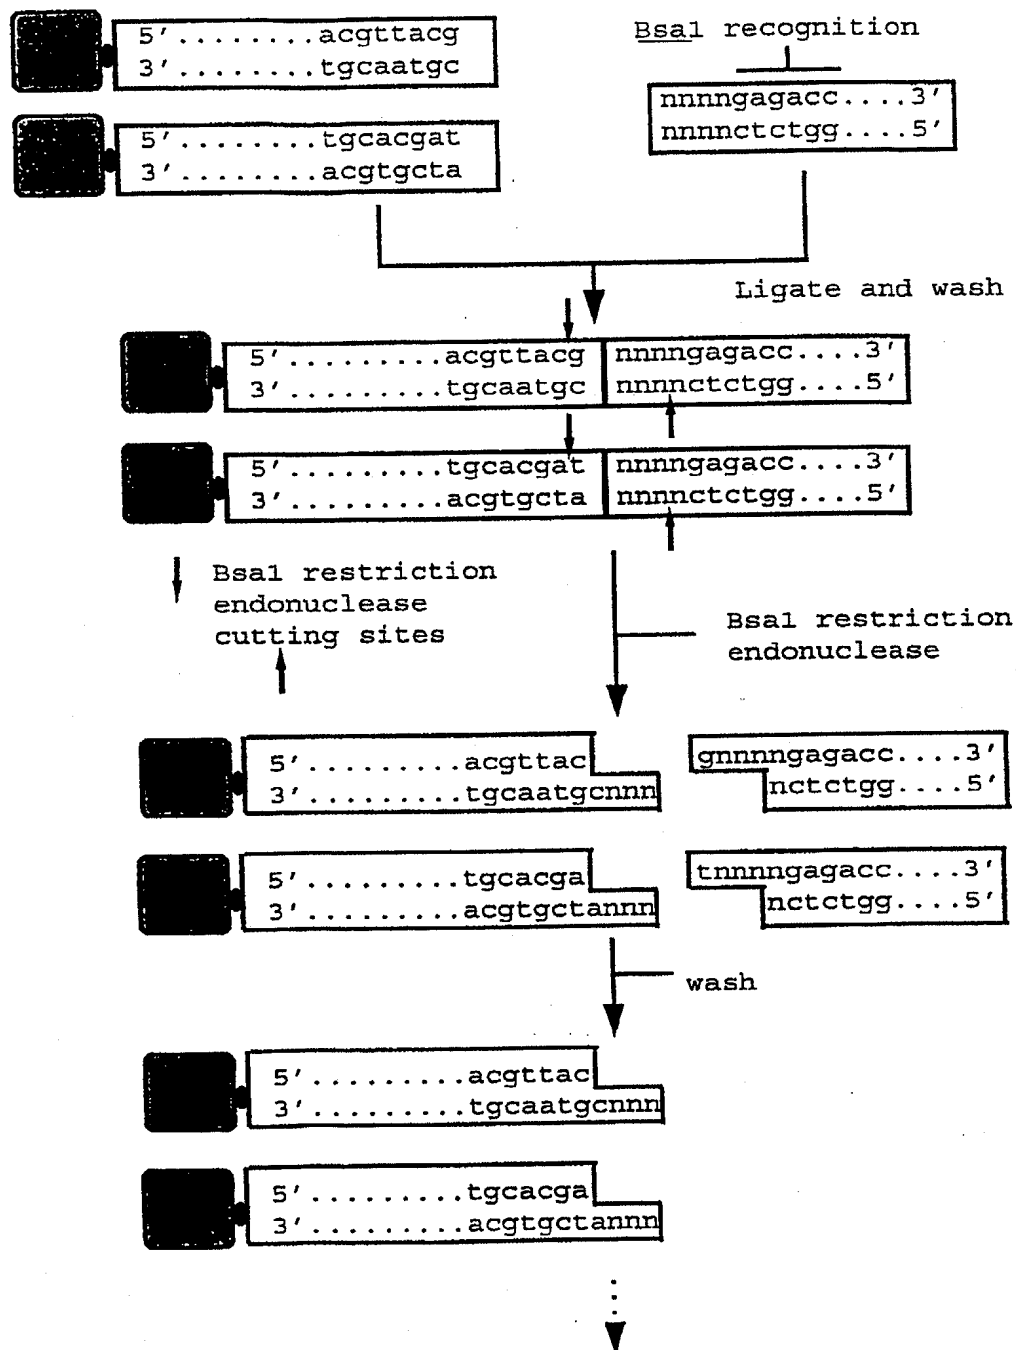 5'........acgttacg
3'........tgcaatgc
Bsa1 recognition
nnnngagacc....3'
nnnnctctgg....5'
5'........tgcacgat
3'........acgtgcta
Ligate and wash
5'.........acgttacg nnnngagacc....3'
3'.........tgcaatgc nnnnctctgg....5'
5'.........tgcacgat nnnngagacc....3'
3'.........acgtgcta nnnnctctgg....5'
Bsa1 restriction
endonuclease
cutting sites
Bsa1 restriction
endonuclease
5'.........acgttac gnnnngagacc....3'
3'.........tgcaatgcnnn nctctgg....5'
5'.........tgcacga tnnnngagacc....3'
3'.........acgtgctannn nctctgg....5'
wash
5'.........acgttac
3'.........tgcaatgcnnn
5'.........tgcacga
3'.........acgtgctannn